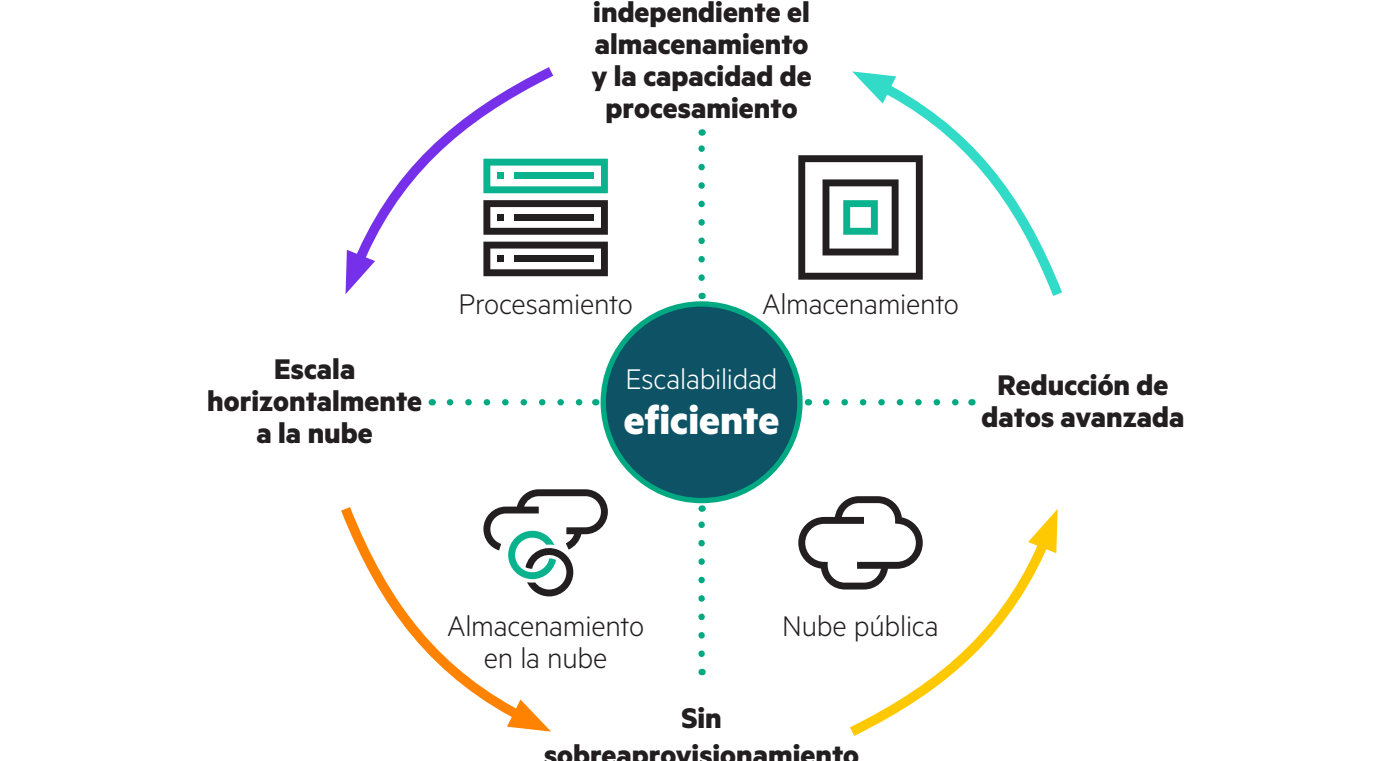 independiente el
almacenamiento
y la capacidad de
procesamiento
Procesamiento
Almacenamiento
Escala
horizontalmente
a la nube
Escalabilidad
eficiente
Reducción de
datos avanzada
Almacenamiento
en la nube
Nube pública
Sin
sobreaprovisionamiento